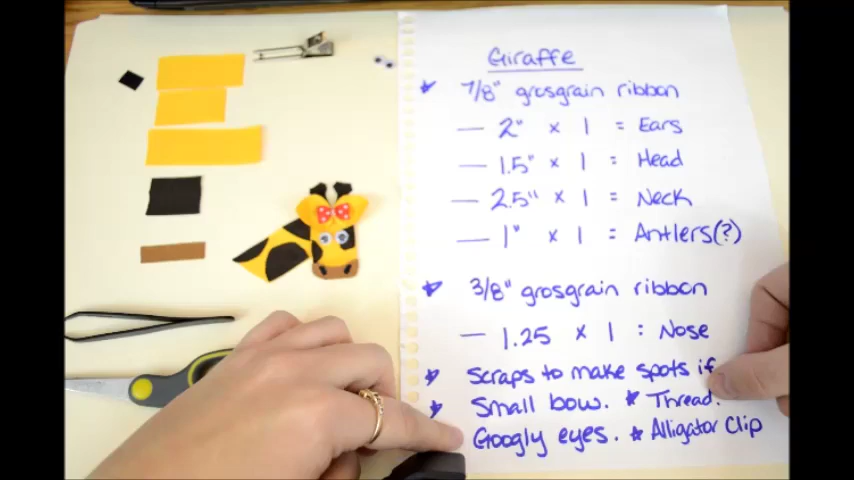 Giraffe
★ 7/8" grosgrain ribbon
— 2" x 1 = Ears
— 1.5" x 1 = Head
— 2.5" x 1 = Neck
— 1" x 1 = Antlers(?)
★ 3/8" grosgrain ribbon
— 1.25 x 1 : Nose
★ Scraps to make spots if
★ Small bow. ★ Thread.
Googly eyes. ★ Alligator Clip